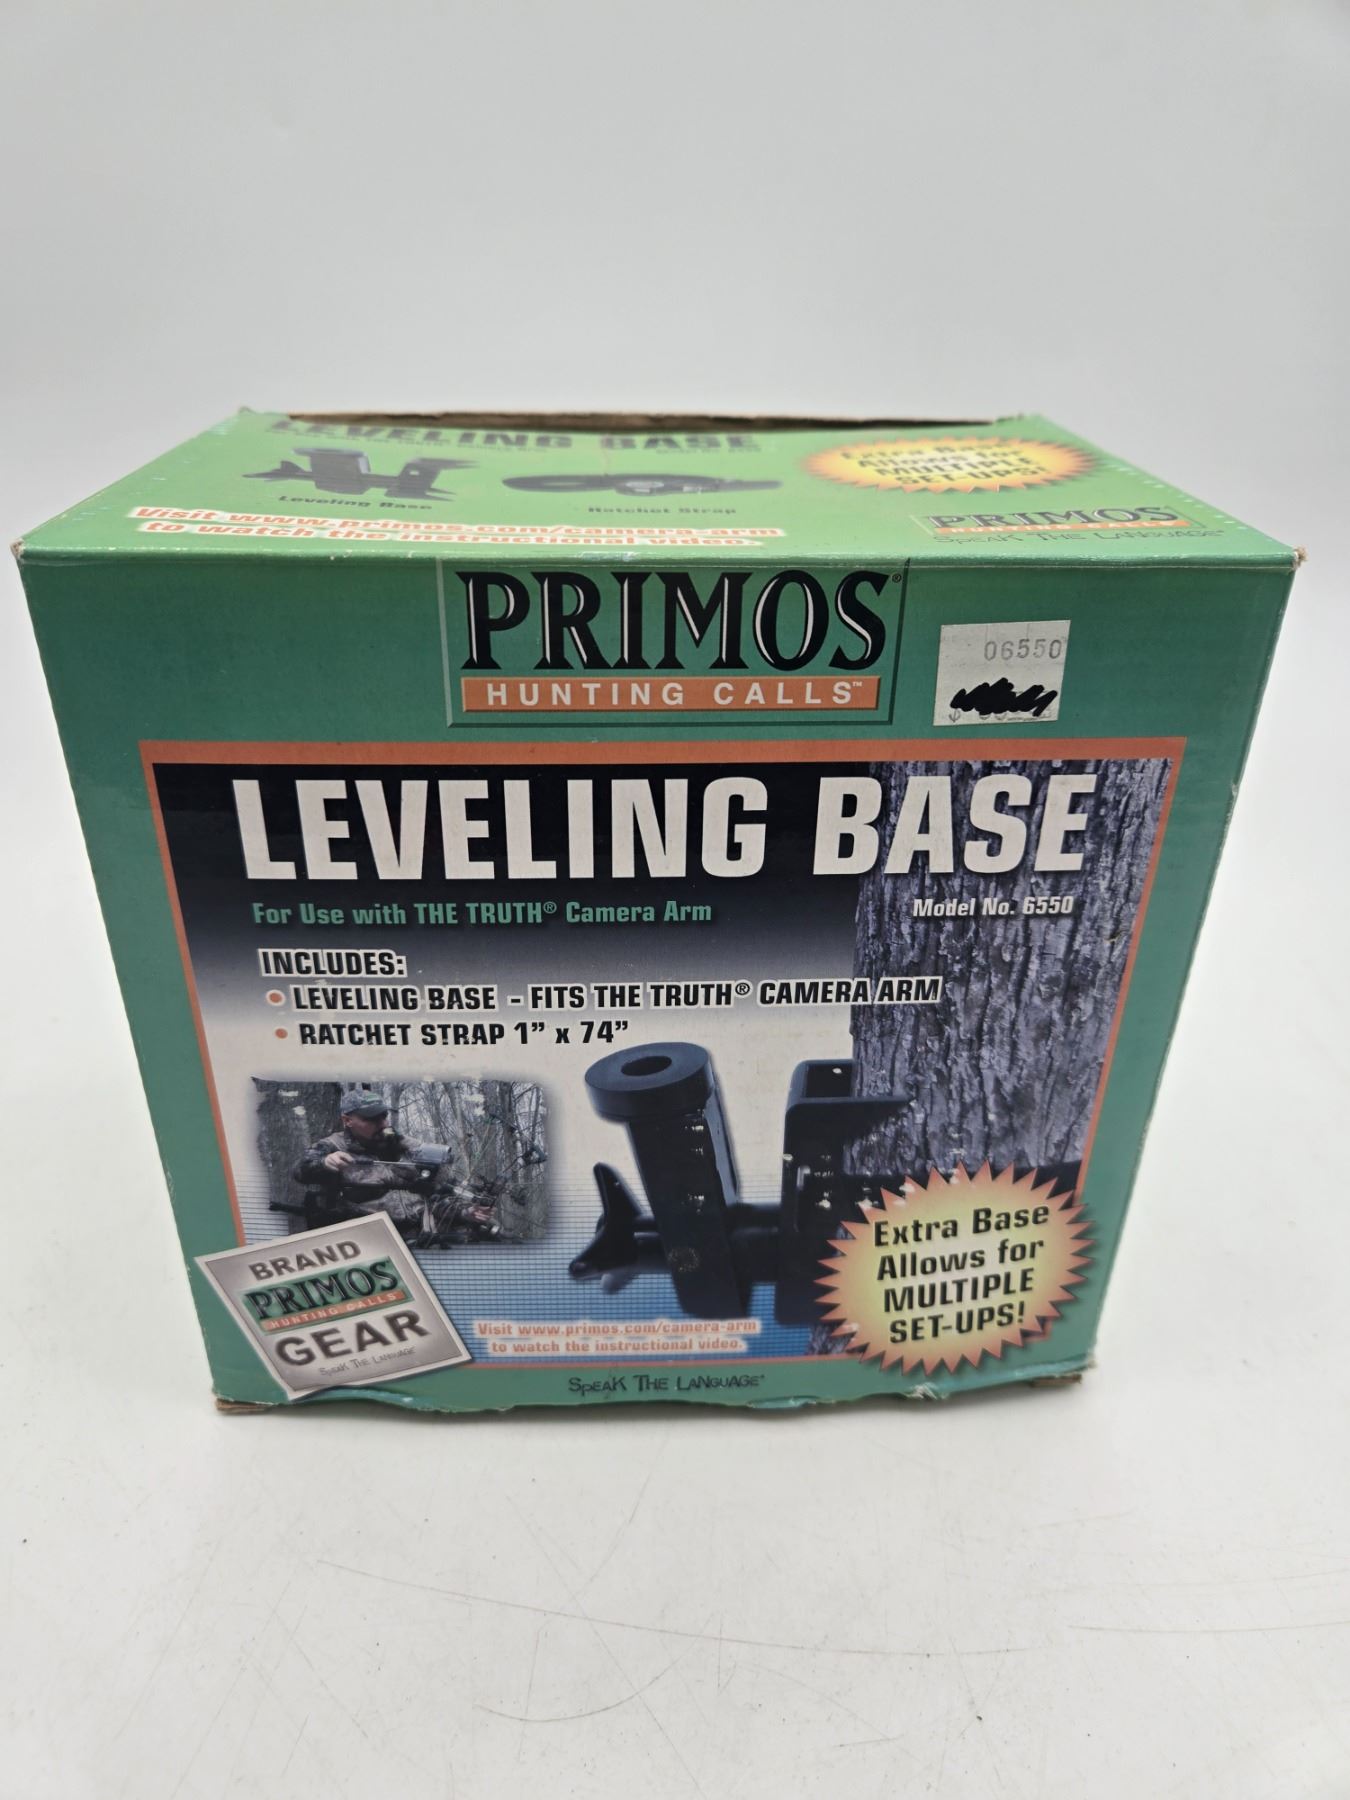 LEVELING BASE
Leveling Base
Ratchet Strap
Visit www.primos.com/camera-arm
to watch the instructional video.
Extra Base
Allows for
MULTIPLE
SET-UPS!
PRIMOS
HUNTING CALLS
SPEAK THE LANGUAGE
PRIMOS®
HUNTING CALLS™
06550
$
LEVELING BASE
For Use with THE TRUTH® Camera Arm
Model No. 6550
INCLUDES:
• LEVELING BASE - FITS THE TRUTH® CAMERA ARM
• RATCHET STRAP 1” x 74”
BRAND
PRIMOS
HUNTING CALLS
GEAR
SPEAK THE LANGUAGE
Visit www.primos.com/camera-arm
to watch the instructional video.
Extra Base
Allows for
MULTIPLE
SET-UPS!
SPEAK THE LANGUAGE®